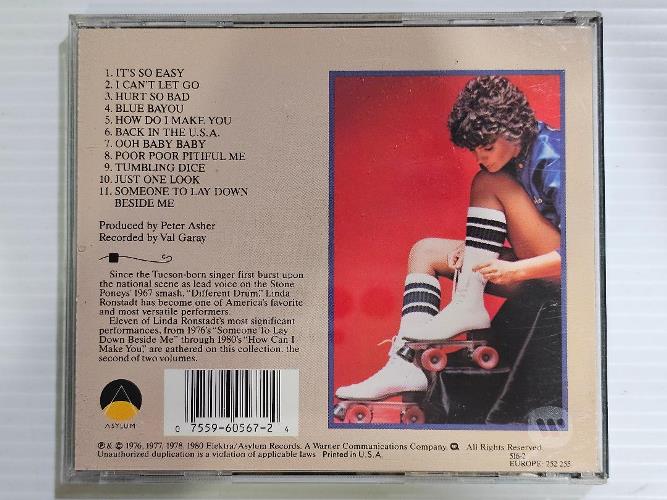 1. IT'S SO EASY
2. I CAN'T LET GO
3. HURT SO BAD
4. BLUE BAYOU
5. HOW DO I MAKE YOU
6. BACK IN THE U.S.A.
7. OOH BABY BABY
8. POOR POOR PITIFUL ME
9. TUMBLING DICE
10. JUST ONE LOOK
11. SOMEONE TO LAY DOWN
BESIDE ME
Produced by Peter Asher
Recorded by Val Garay
Since the Tucson-born singer first burst upon
the national scene as lead voice on the Stone
Poneys' 1967 smash, "Different Drum," Linda
Ronstadt has become one of America's favorite
and most versatile performers.
Eleven of Linda Ronstadt's most significant
performances, from 1976's "Someone To Lay
Down Beside Me" through 1980's "How Can I
Make You," are gathered on this collection, the
second of two volumes.
ASYLUM
0 7559-60567-2 4
℗ & © 1976, 1977, 1978, 1980 Elektra/Asylum Records. A Warner Communications Company. All Rights Reserved.
Unauthorized duplication is a violation of applicable laws Printed in U.S.A.
516-2
EUROPE: 252 255